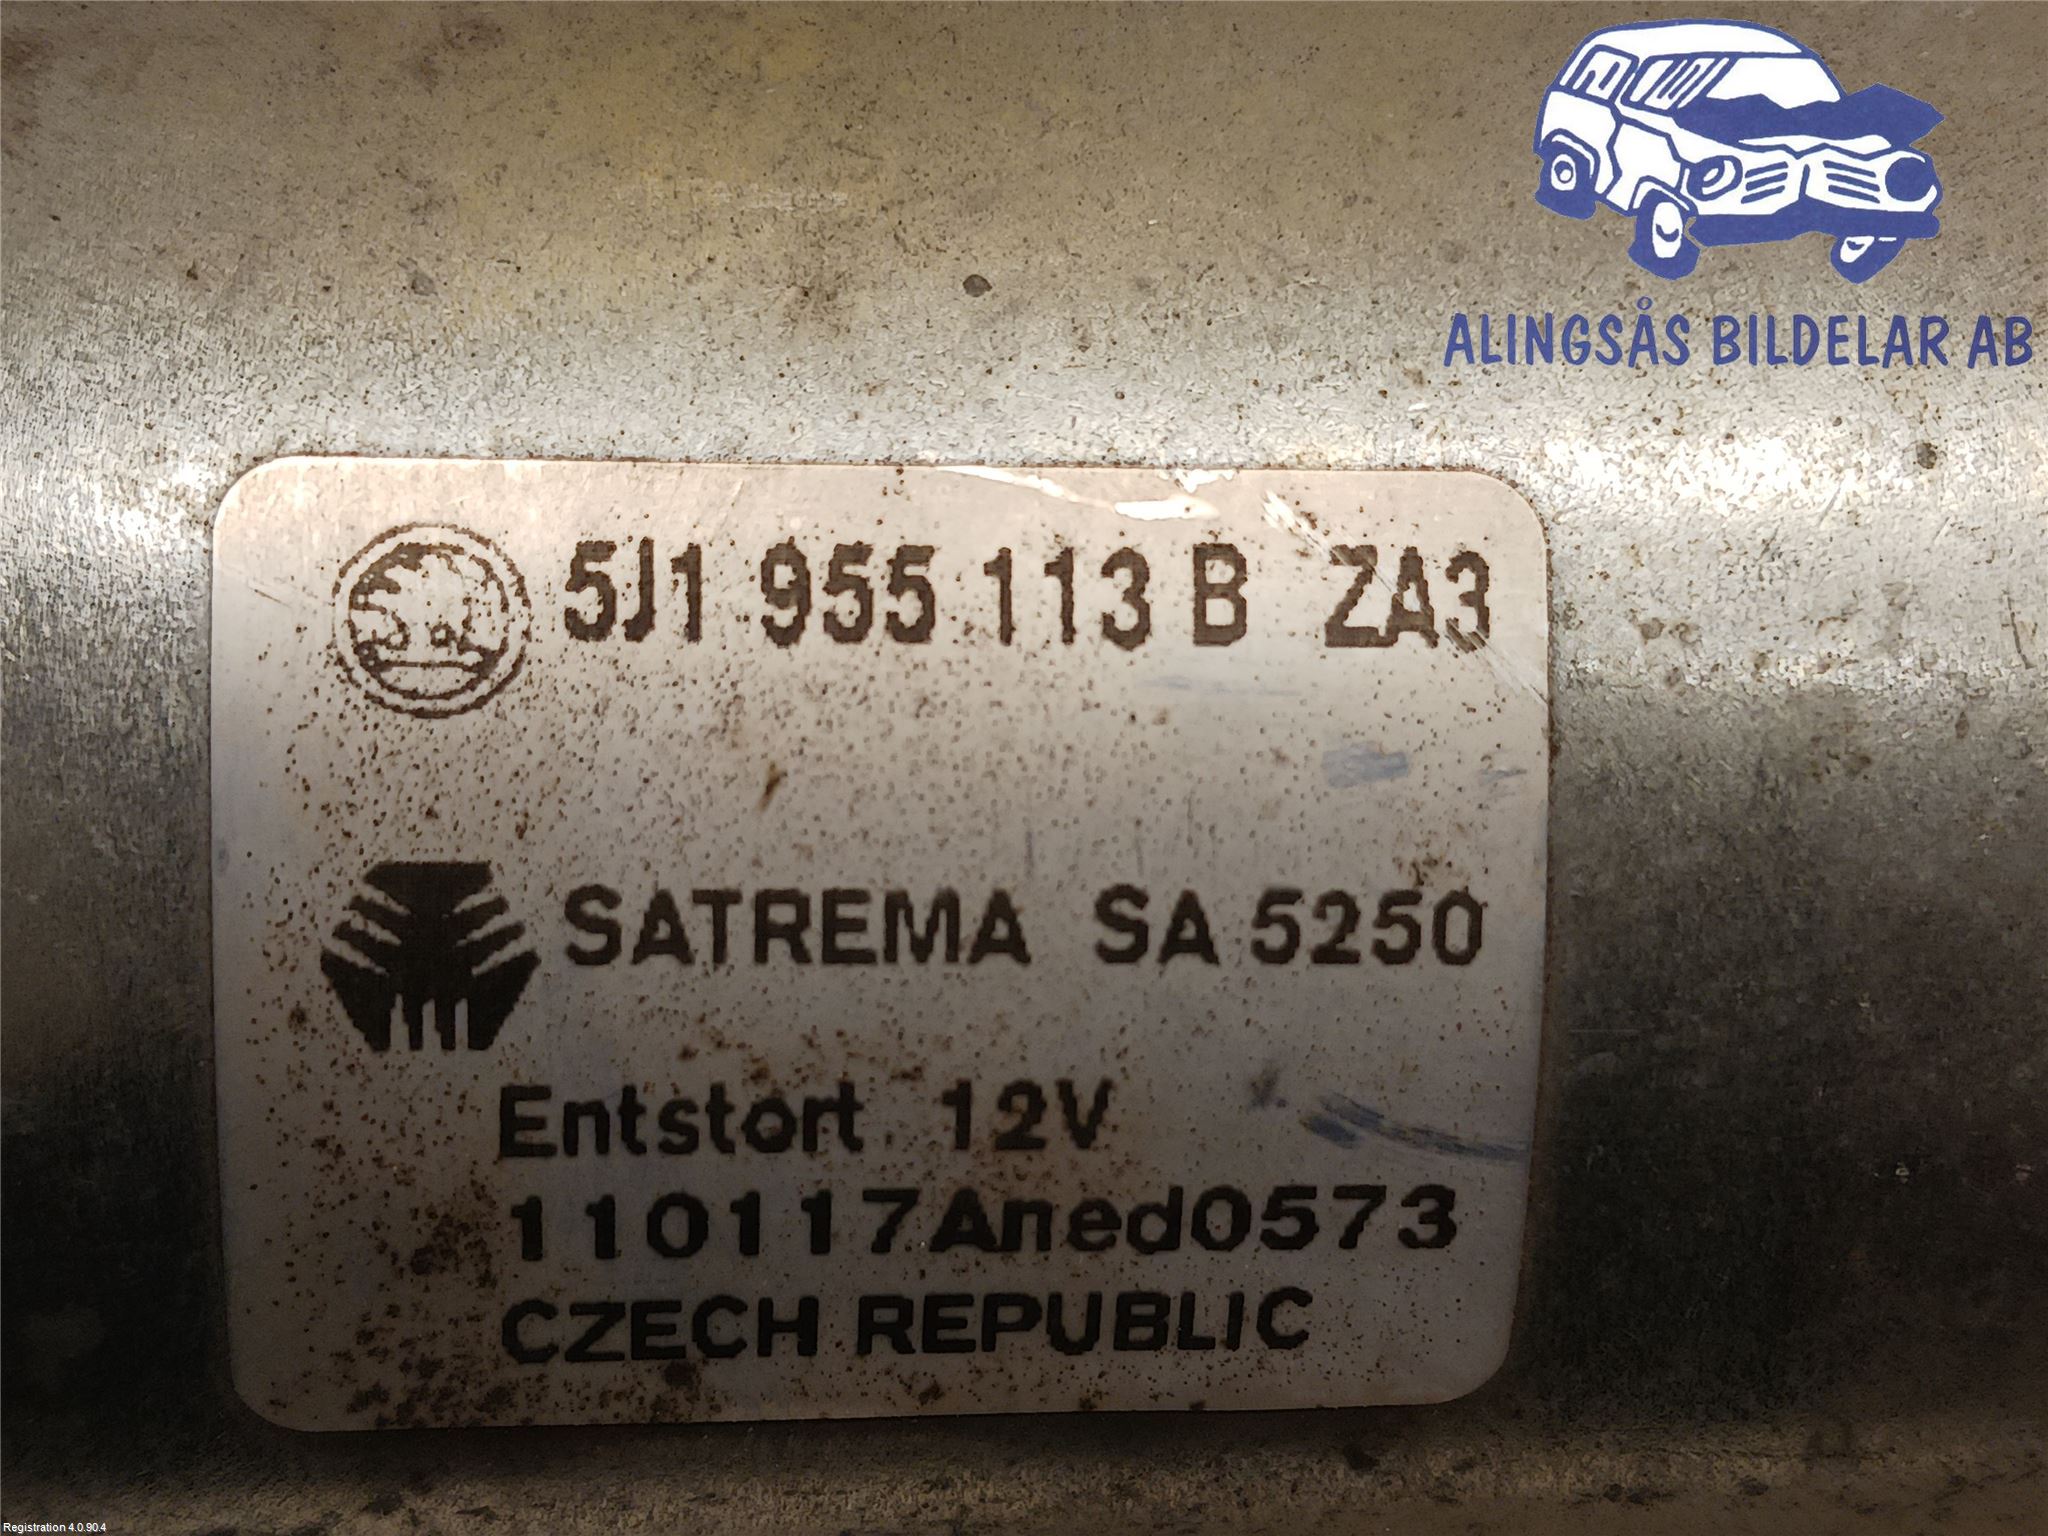 ALINGSÅS BILDELAR AB
5J1 955 113 B ZA3
SATREMA SA 5250
Entstort 12V
110117Aned0573
CZECH REPUBLIC
Registration 4.0.90.4